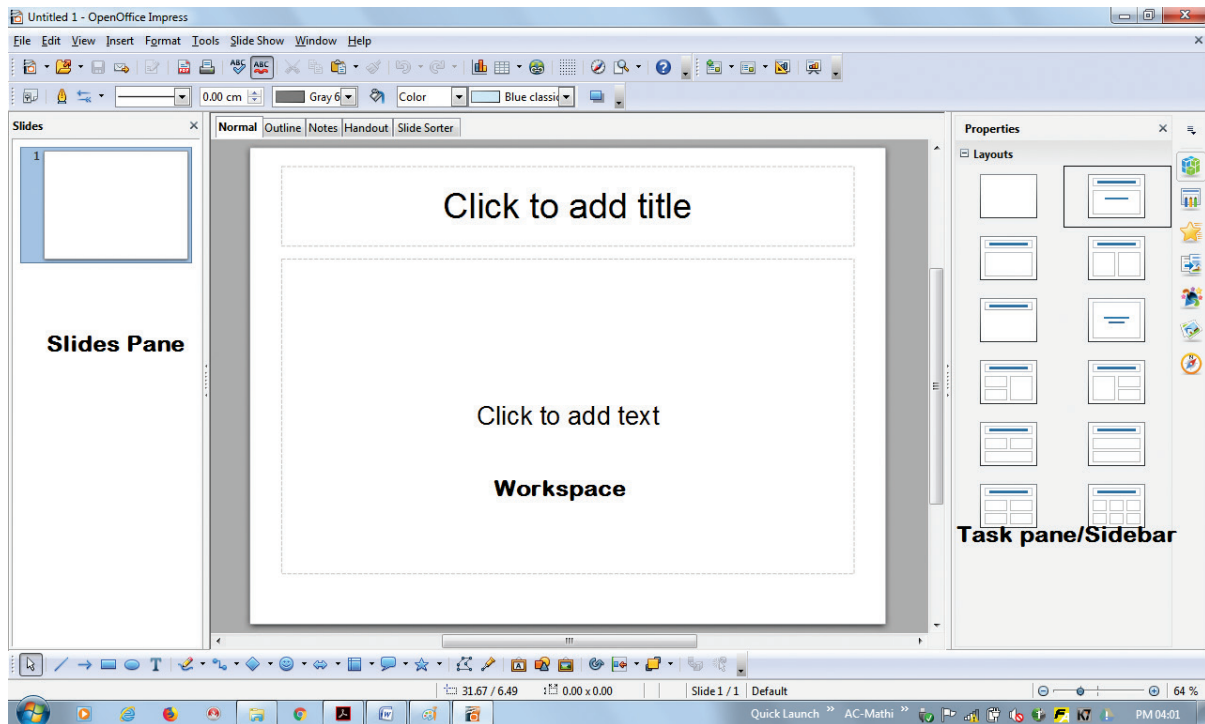 Untitled 1 - OpenOffice Impress
File Edit View Insert Format Tools Slide Show Window Help
ABC ABC
0.00 cm Gray 6 Color Blue classi
Slides
Normal Outline Notes Handout Slide Sorter
Properties
Layouts
1
Click to add title
Slides Pane
Click to add text
Workspace
Task pane/Sidebar
T
31.67 / 6.49 0.00 x 0.00 Slide 1 / 1 Default 64 %
Quick Launch » AC-Mathi » PM 04:01